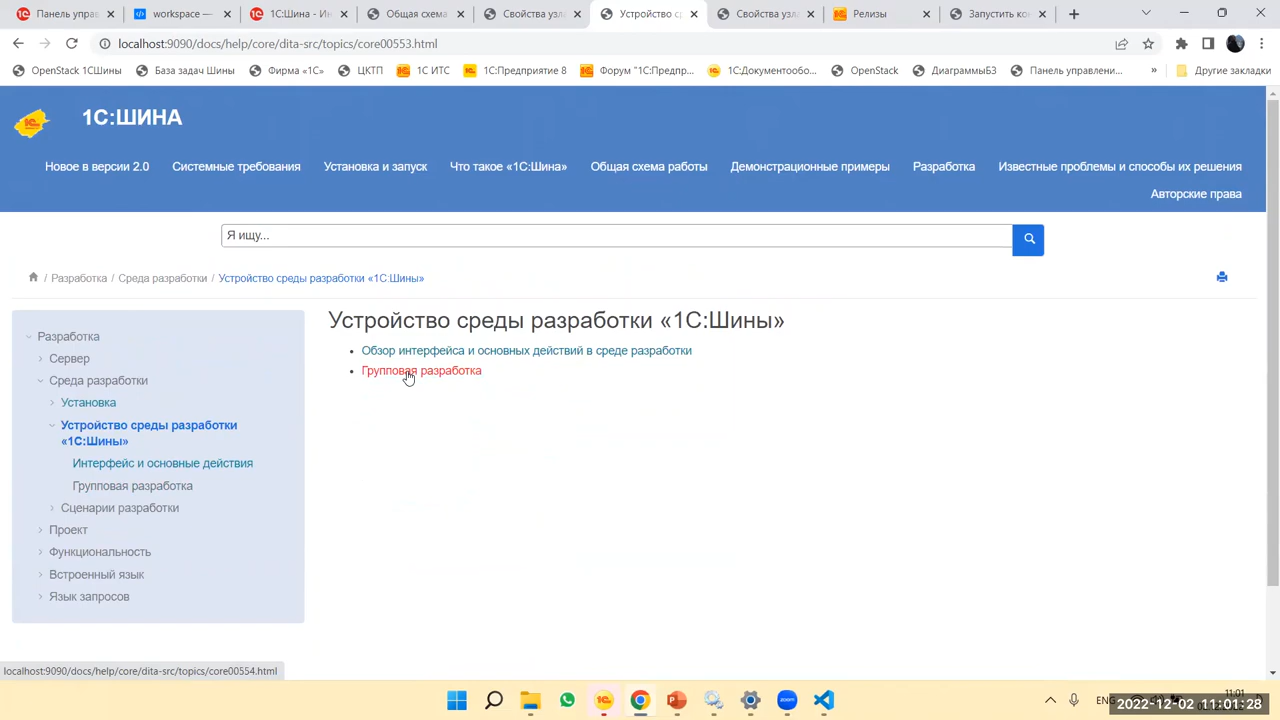 Панель упра
workspace —
1С:Шина - Ин
Общая схема
Свойства узла
Устройство ср
Свойства узла
Релизы
Запустить ко
localhost:9090/docs/help/core/dita-src/topics/core00553.html
OpenStack 1СШины
База задач Шины
Фирма «1С»
ЦКТП
1С ИТС
1С:Предприятие 8
Форум "1С:Предпр...
1С:Документообо...
OpenStack
ДиаграммыБЗ
Панель управлени...
»
Другие закладки
1С:ШИНА
Новое в версии 2.0 Системные требования Установка и запуск Что такое «1С:Шина» Общая схема работы Демонстрационные примеры Разработка Известные проблемы и способы их решения
Авторские права
Я ищу...
/ Разработка / Среда разработки / Устройство среды разработки «1С:Шины»
Разработка
Сервер
Среда разработки
Установка
Устройство среды разработки
«1С:Шины»
Интерфейс и основные действия
Групповая разработка
Сценарии разработки
Проект
Функциональность
Встроенный язык
Язык запросов
Устройство среды разработки «1С:Шины»
Обзор интерфейса и основных действий в среде разработки
Групповая разработка
localhost:9090/docs/help/core/dita-src/topics/core00554.html
ENG
11:01
2022-12-02 11:01:28